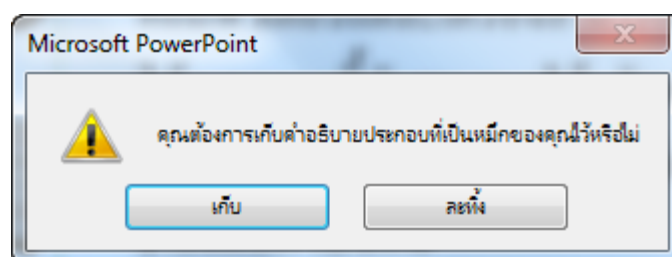 Microsoft PowerPoint
คุณต้องการเก็บคำอธิบายประกอบที่เป็นหมึกของคุณไว้หรือไม่
เก็บ
ละทิ้ง